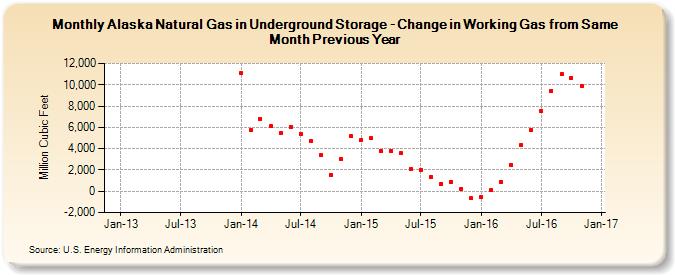 Monthly Alaska Natural Gas in Underground Storage - Change in Working Gas from Same
Month Previous Year
Million Cubic Feet
12,000
10,000
8,000
6,000
4,000
2,000
0
-2,000
Jan-13 Jul-13 Jan-14 Jul-14 Jan-15 Jul-15 Jan-16 Jul-16 Jan-17
Source: U.S. Energy Information Administration